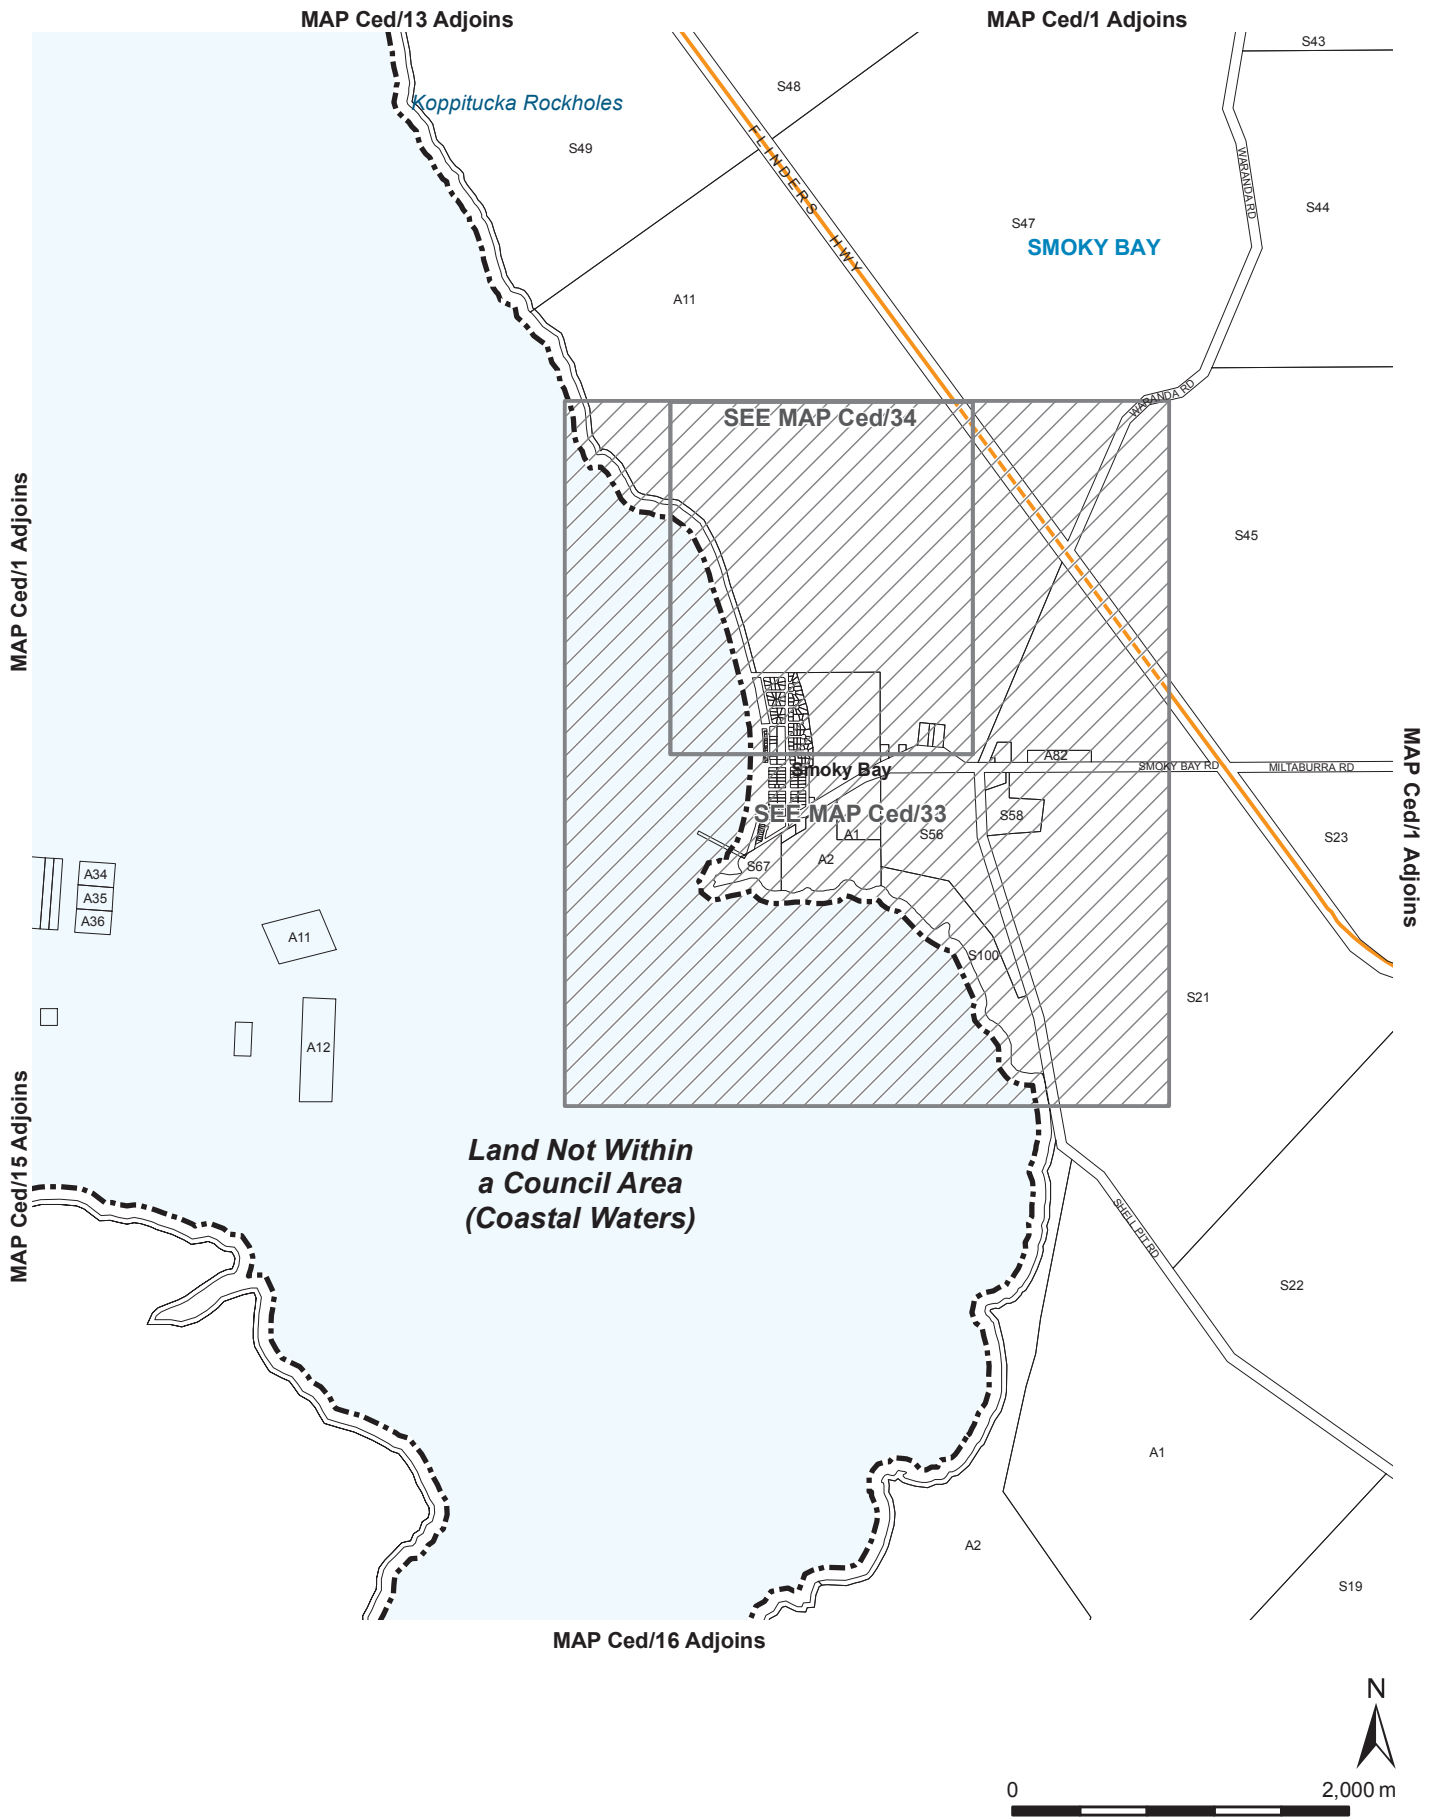 MAP Ced/13 Adjoins
MAP Ced/1 Adjoins
S43
S48
Koppitucka Rockholes
FLINDERS HWY
S49
WARANDA RD
S44
S47
SMOKY BAY
A11
WARANDA RD
SEE MAP Ced/34
MAP Ced/1 Adjoins
S45
A82
SMOKY BAY RD
MILTABURRA RD
Smoky Bay
SEE MAP Ced/33
S58
A1
S56
S23
MAP Ced/1 Adjoins
A2
S67
A34
A35
A36
A11
S100
S21
A12
MAP Ced/15 Adjoins
Land Not Within
a Council Area
(Coastal Waters)
SHELL PIT RD
S22
A1
A2
S19
MAP Ced/16 Adjoins
N
0
2,000 m